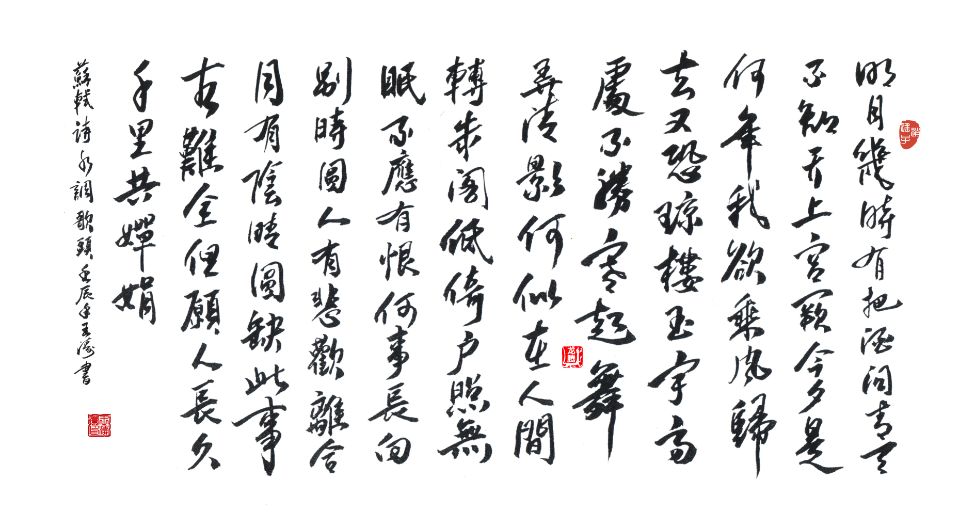 明月幾時有把酒問青天
不知天上宮闕今夕是
何年我欲乘風歸
去又恐琼樓玉宇高
處不勝寒起舞
弄清影何似在人間
轉朱閣低倚戶照無
眠不應有恨何事長向
別時圓人有悲歡離合
月有陰晴圓缺此事
古難全但願人長久
千里共嬋娟
蘇軾詩水調歌頭壬辰年王書